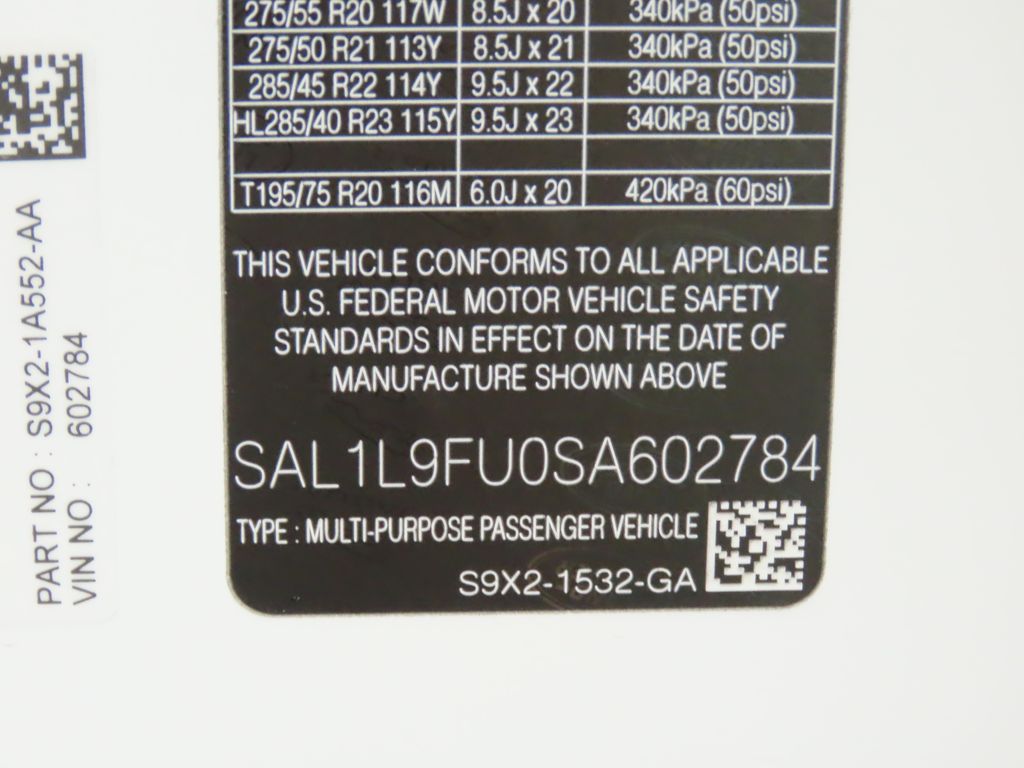 275/55 R20 117W 8.5J x 20 340kPa (50psi)
275/50 R21 113Y 8.5J x 21 340kPa (50psi)
285/45 R22 114Y 9.5J x 22 340kPa (50psi)
HL285/40 R23 115Y 9.5J x 23 340kPa (50psi)
T195/75 R20 116M 6.0J x 20 420kPa (60psi)
THIS VEHICLE CONFORMS TO ALL APPLICABLE
U.S. FEDERAL MOTOR VEHICLE SAFETY
STANDARDS IN EFFECT ON THE DATE OF
MANUFACTURE SHOWN ABOVE
SAL1L9FU0SA602784
TYPE : MULTI-PURPOSE PASSENGER VEHICLE
S9X2-1532-GA
PART NO : S9X2-1A552-AA
VIN NO : 602784